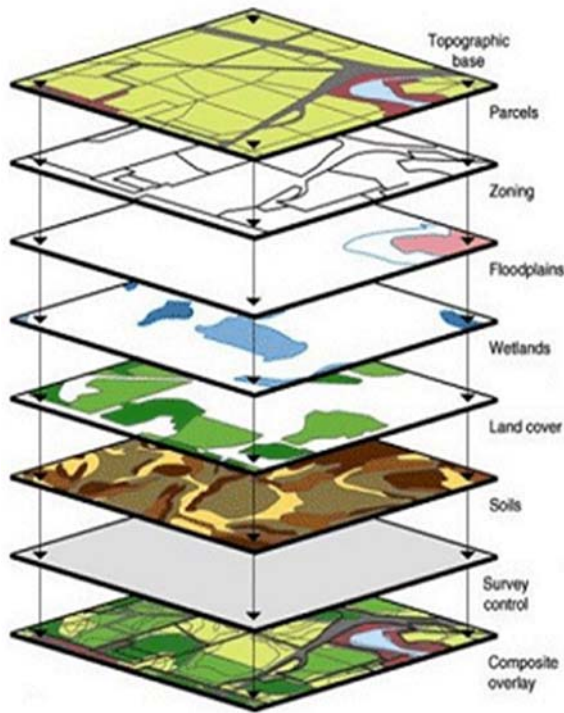 Topographic
base
Parcels
Zoning
Floodplains
Wetlands
Land cover
Soils
Survey
control
Composite
overlay